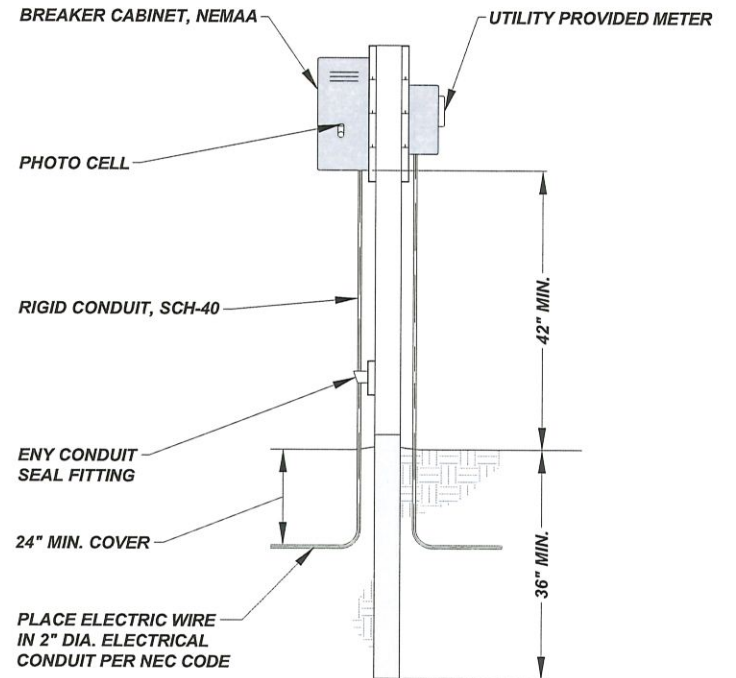 BREAKER CABINET, NEMAA
UTILITY PROVIDED METER
PHOTO CELL
RIGID CONDUIT, SCH-40
42" MIN.
ENY CONDUIT
SEAL FITTING
24" MIN. COVER
36" MIN.
PLACE ELECTRIC WIRE
IN 2" DIA. ELECTRICAL
CONDUIT PER NEC CODE